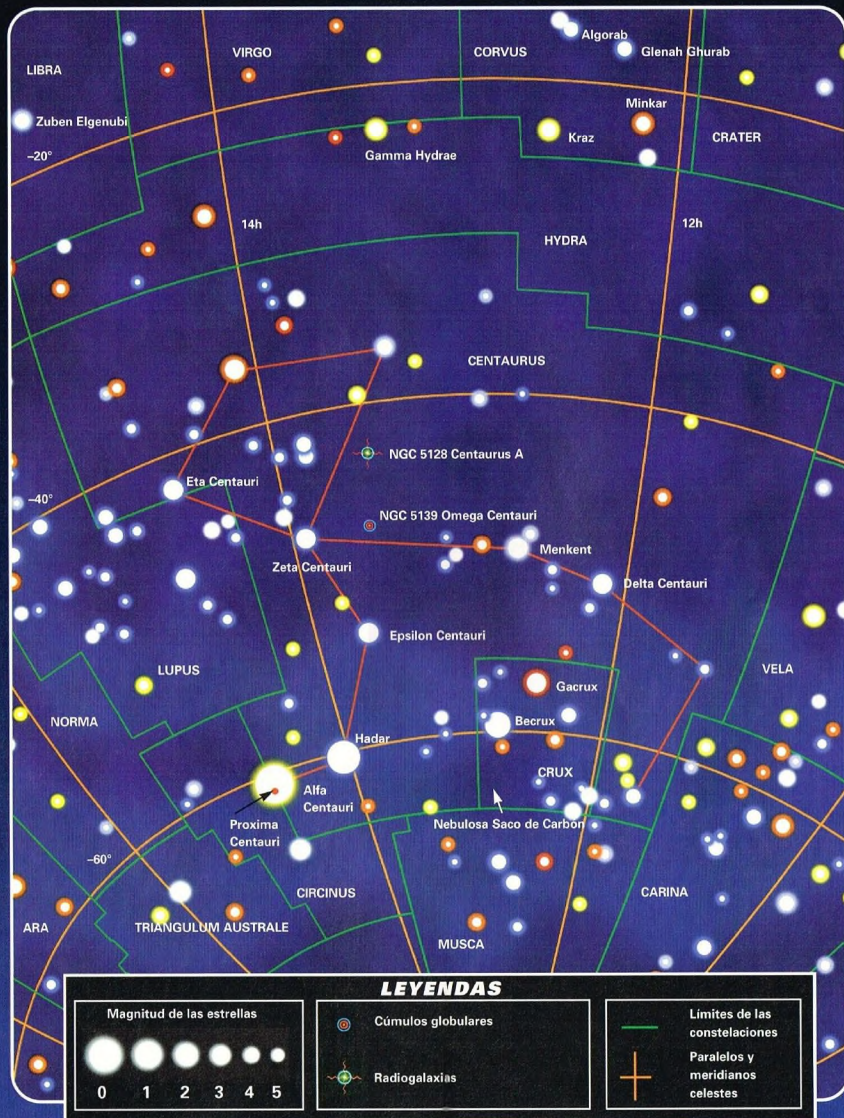 Algorab
Glenah Ghurab
VIRGO
CORVUS
LIBRA
Zuben Elgenubi
Minkar
Kraz
CRATER
Gamma Hydrae
–20°
14h
12h
HYDRA
CENTAURUS
NGC 5128 Centaurus A
Eta Centauri
–40°
NGC 5139 Omega Centauri
Menkent
Zeta Centauri
Delta Centauri
Epsilon Centauri
LUPUS
VELA
Gacrux
NORMA
Becrux
Hadar
CRUX
Alfa
Centauri
Proxima
Centauri
Nebulosa Saco de Carbón
–60°
CIRCINUS
CARINA
ARA
TRIANGULUM AUSTRALE
MUSCA
LEYENDAS
Magnitud de las estrellas
0 1 2 3 4 5
Cúmulos globulares
Radiogalaxias
Límites de las
constelaciones
Paralelos y
meridianos
celestes